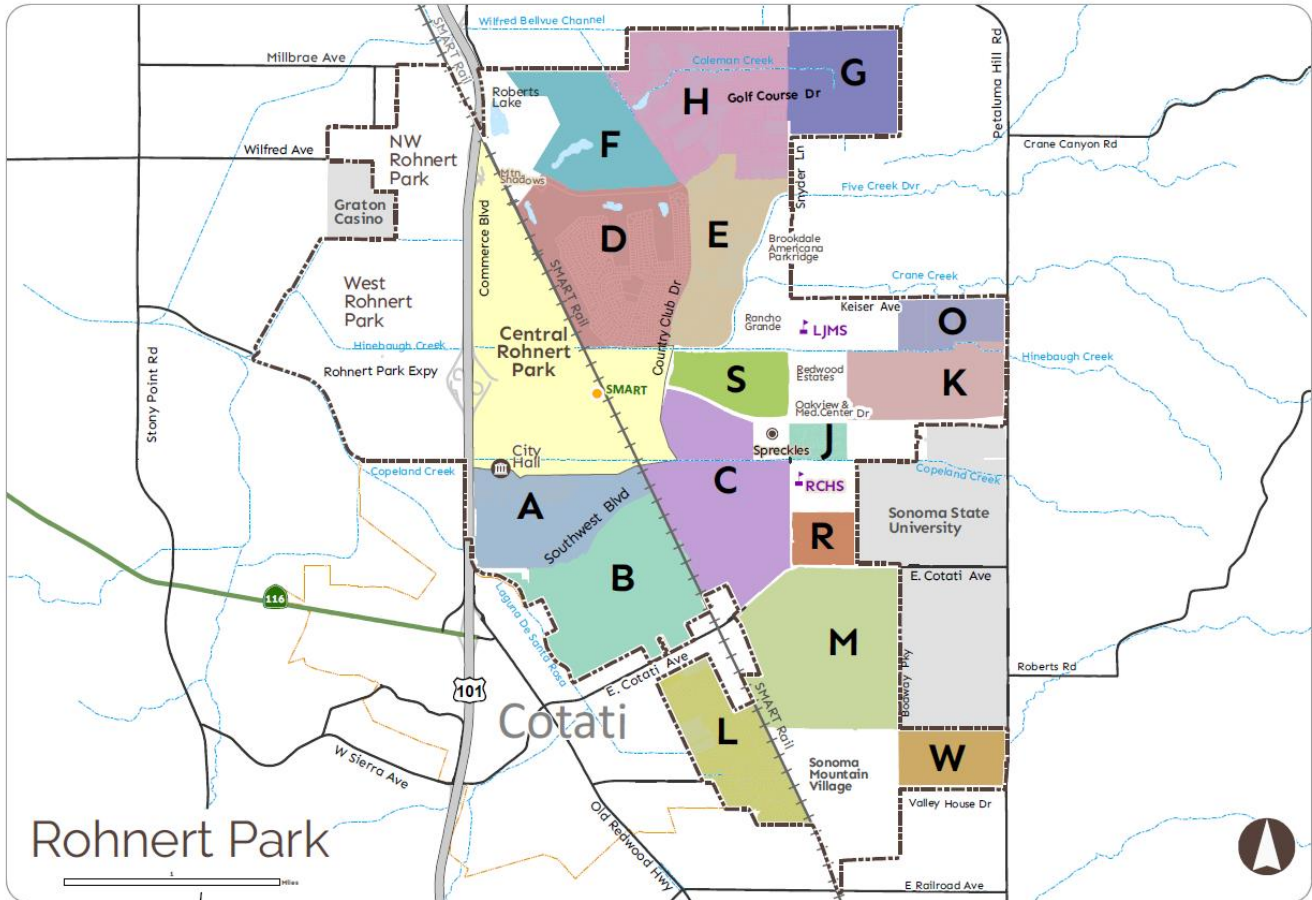 Wilfred Bellvue Channel
SMART Rail
Petaluma Hill Rd
Millbrae Ave
Coleman Creek
G
H
Golf Course Dr
Roberts
Lake
F
NW
Rohnert
Park
Wilfred Ave
Crane Canyon Rd
Snyder Ln
Mtn
Shadows
Five Creek Dvr
Graton
Casino
Commerce Blvd
D
E
Brookdale
Americana
Parkridge
SMART Rail
Country Club Dr
Crane Creek
West
Rohnert
Park
Keiser Ave
O
Rancho
Grande
LJMS
Central
Rohnert
Park
Hinebaugh Creek
Hinebaugh Creek
Rohnert Park Expy
Stony Point Rd
SMART
S
Redwood
Estates
K
Oakview &
Med.Center Dr
J
Spreckles
City
Hall
Copeland Creek
Copeland Creek
C
RCHS
A
Southwest Blvd
Sonoma State
University
R
B
E. Cotati Ave
116
Laguna De Santa Rosa
M
E. Cotati Ave
Roberts Rd
Bodway Pky
101
SMART Rail
Cotati
L
W
Sonoma
Mountain
Village
W Sierra Ave
Valley House Dr
Old Redwood Hwy
Rohnert Park
1
Miles
E Railroad Ave